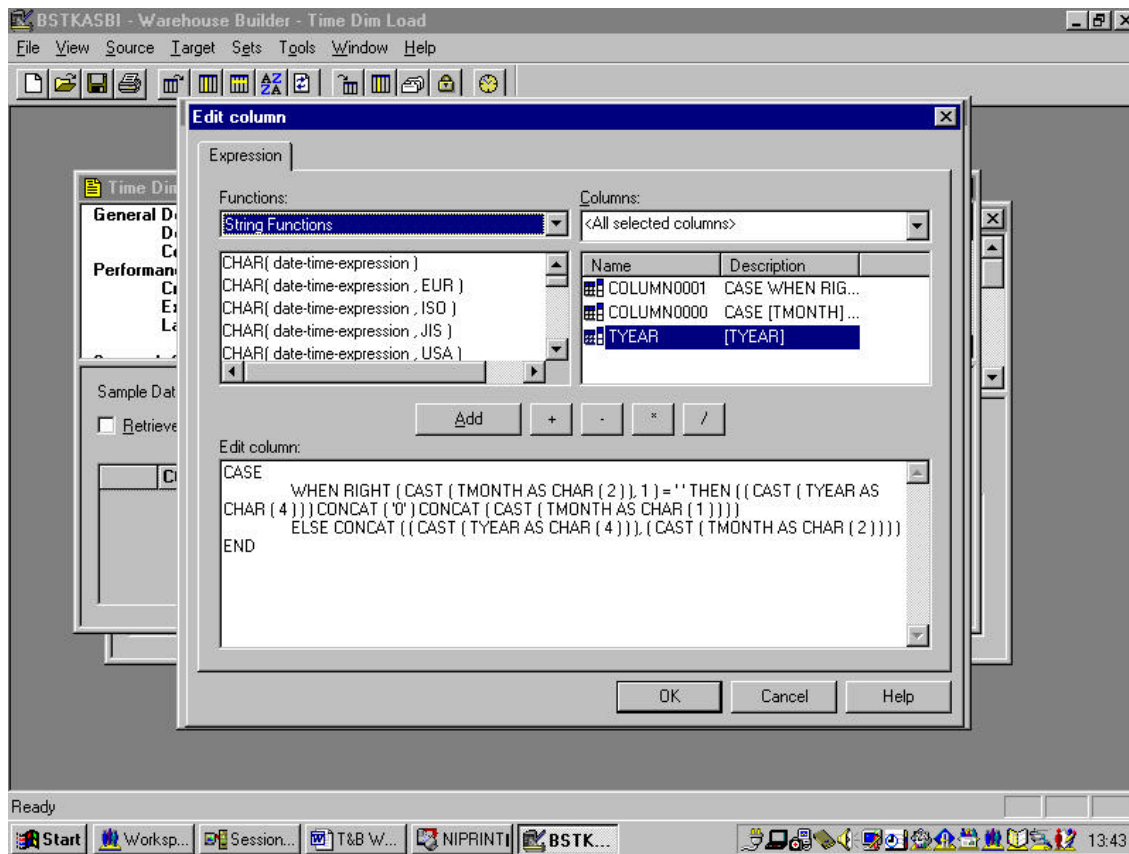 BSTKASBI - Warehouse Builder - Time Dim Load
File View Source Target Sets Tools Window Help
Edit column
Expression
Functions:
Columns:
String Functions
<All selected columns>
CHAR( date-time-expression )
CHAR( date-time-expression , EUR )
CHAR( date-time-expression , ISO )
CHAR( date-time-expression , JIS )
CHAR( date-time-expression , USA )
Name Description
COLUMN0001 CASE WHEN RIG...
COLUMN0000 CASE [TMONTH] ...
TYEAR [TYEAR]
Add + - * /
Edit column:
CASE
WHEN RIGHT ( CAST ( TMONTH AS CHAR ( 2 ) ), 1 ) = ' ' THEN ( ( CAST ( TYEAR AS
CHAR ( 4 ) ) ) CONCAT ( '0' ) CONCAT ( CAST ( TMONTH AS CHAR ( 1 ) ) ) )
ELSE CONCAT ( ( CAST ( TYEAR AS CHAR ( 4 ) ) ), ( CAST ( TMONTH AS CHAR ( 2 ) ) ) )
END
OK Cancel Help
Time Dim
General D
Performan
Sample Dat
Retrieve
Ready
Start Worksp... Session... T&B W... NIPRINT BSTK... 13:43